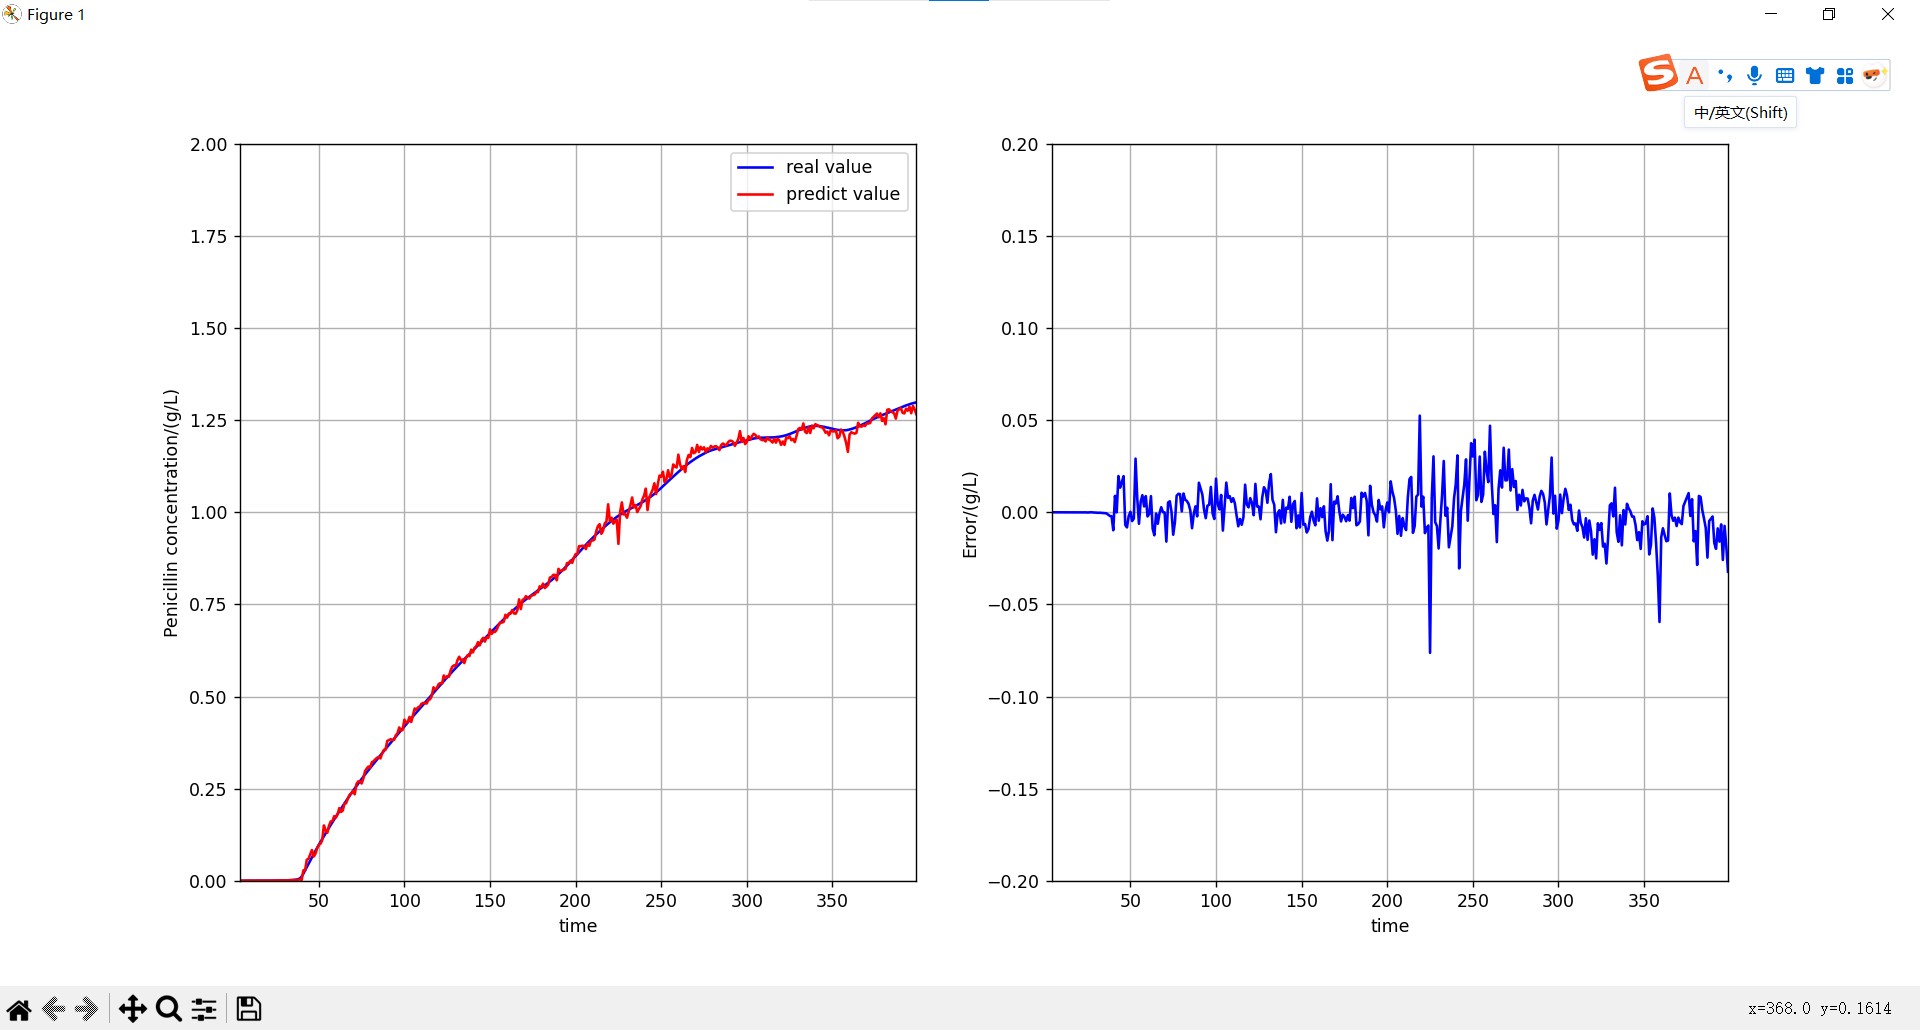 Figure 1
中/英文(Shift)
real value
predict value
2.00
1.75
1.50
1.25
1.00
0.75
0.50
0.25
0.00
Penicillin concentration/(g/L)
50 100 150 200 250 300 350
time
0.20
0.15
0.10
0.05
0.00
−0.05
−0.10
−0.15
−0.20
Error/(g/L)
50 100 150 200 250 300 350
time
x=368.0 y=0.1614